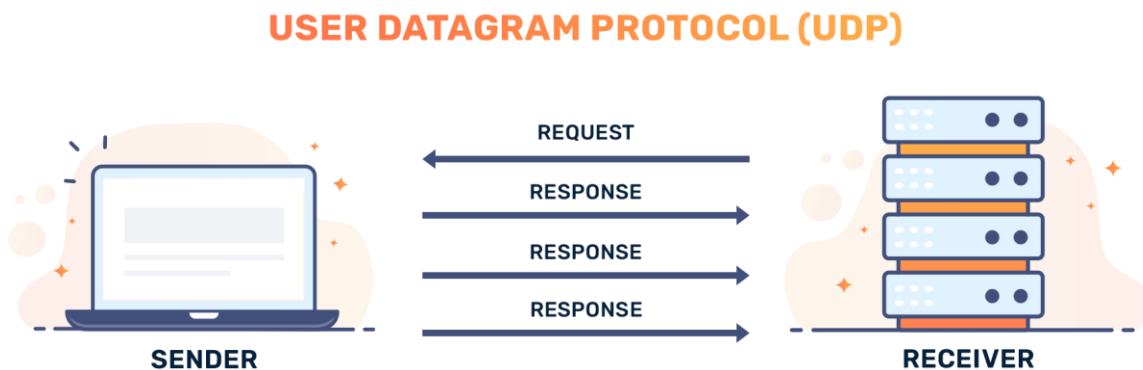 USER DATAGRAM PROTOCOL (UDP)
REQUEST
RESPONSE
RESPONSE
RESPONSE
SENDER
RECEIVER